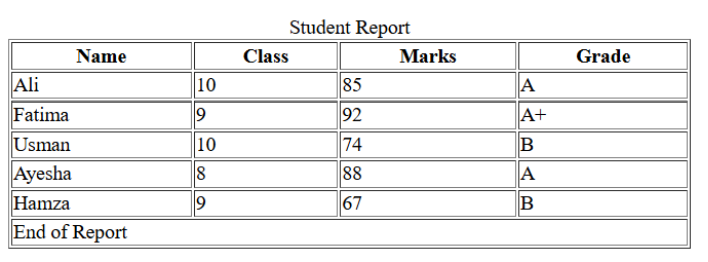 Student Report
Name Class Marks Grade
Ali 10 85 A
Fatima 9 92 A+
Usman 10 74 B
Ayesha 8 88 A
Hamza 9 67 B
End of Report